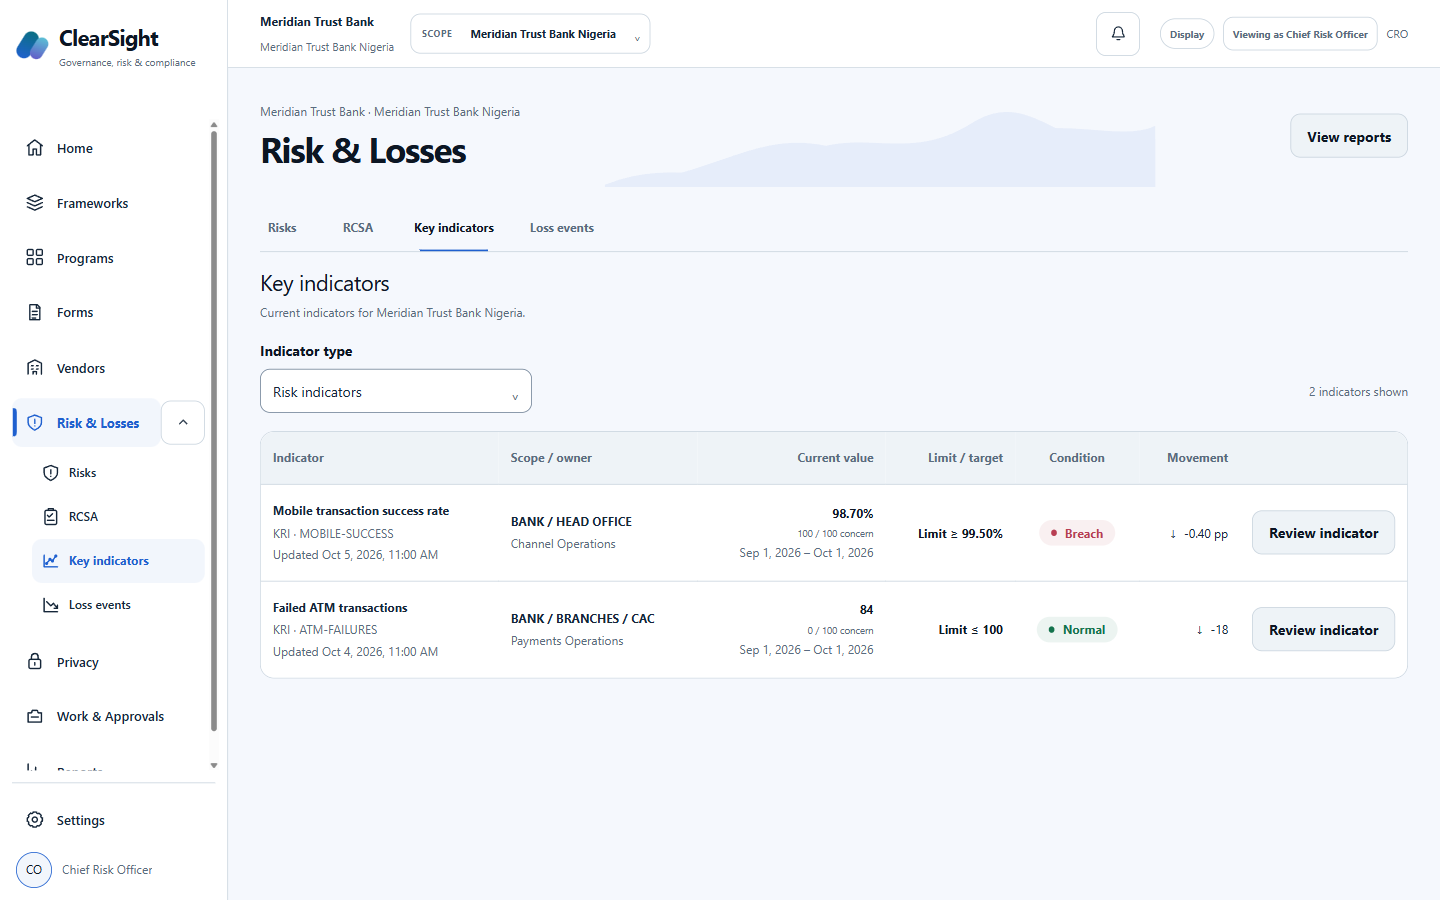 ClearSight
Governance, risk & compliance
Meridian Trust Bank
Meridian Trust Bank Nigeria
SCOPE Meridian Trust Bank Nigeria
Display
Viewing as Chief Risk Officer
CRO
Home
Frameworks
Programs
Forms
Vendors
Risk & Losses
Risks
RCSA
Key indicators
Loss events
Privacy
Work & Approvals
Settings
CO Chief Risk Officer
Meridian Trust Bank · Meridian Trust Bank Nigeria
Risk & Losses
View reports
Risks RCSA Key indicators Loss events
Key indicators
Current indicators for Meridian Trust Bank Nigeria.
Indicator type
Risk indicators
2 indicators shown
Indicator Scope / owner Current value Limit / target Condition Movement
Mobile transaction success rate
KRI · MOBILE-SUCCESS
Updated Oct 5, 2026, 11:00 AM
BANK / HEAD OFFICE
Channel Operations
98.70%
100 / 100 concern
Sep 1, 2026 – Oct 1, 2026
Limit ≥ 99.50%
Breach
↓ -0.40 pp
Review indicator
Failed ATM transactions
KRI · ATM-FAILURES
Updated Oct 4, 2026, 11:00 AM
BANK / BRANCHES / CAC
Payments Operations
84
0 / 100 concern
Sep 1, 2026 – Oct 1, 2026
Limit ≤ 100
Normal
↓ -18
Review indicator